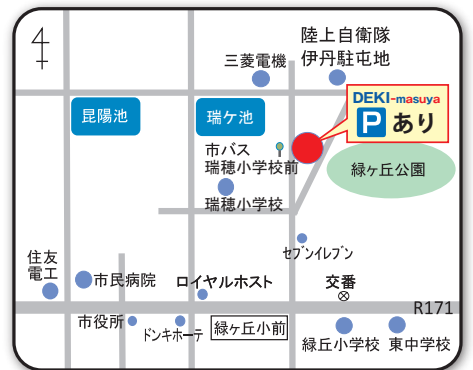 陸上自衛隊
伊丹駐屯地
三菱電機
DEKI-masuya
P あり
昆陽池
瑞ケ池
市バス
瑞穂小学校前
緑ヶ丘公園
瑞穂小学校
セブンイレブン
住友
電工
市民病院
ロイヤルホスト
交番
R171
市役所
ドンキホーテ
緑ヶ丘小前
緑丘小学校
東中学校